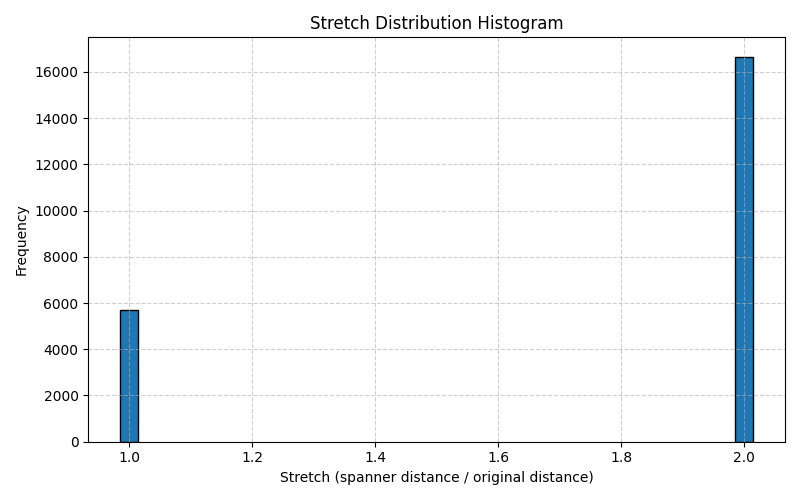 Stretch Distribution Histogram
Frequency
16000
14000
12000
10000
8000
6000
4000
2000
0
1.0 1.2 1.4 1.6 1.8 2.0
Stretch (spanner distance / original distance)